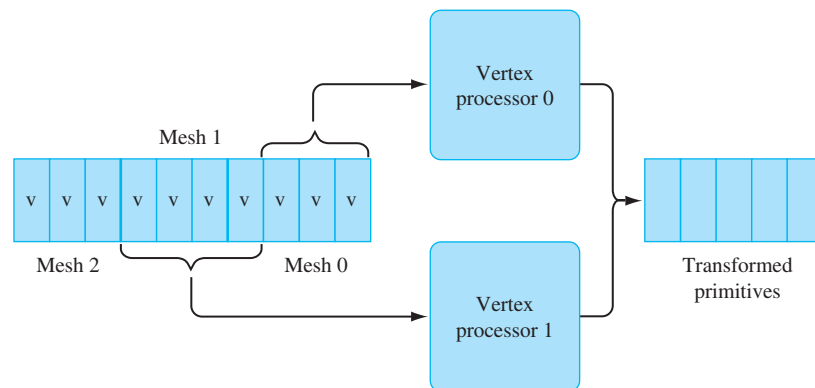 Vertex
processor 0
Mesh 1
v v v v v v v v v v
Mesh 2
Mesh 0
Vertex
processor 1
Transformed
primitives